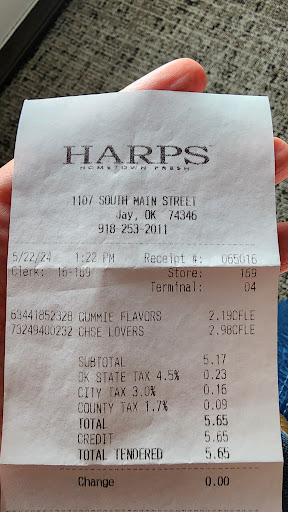 HARPS
HOMETOWN FRESH
1107 SOUTH MAIN STREET
Jay, OK 74346
918-253-2011
5/22/24 1:22 PM Receipt #: 065016
Clerk: 16-169 Store: 169
Terminal: 04
63441852328 GUMMIE FLAVORS 2.19CFLE
73249400232 CHSE LOVERS 2.98CFLE
SUBTOTAL 5.17
OK STATE TAX 4.5% 0.23
CITY TAX 3.0% 0.16
COUNTY TAX 1.7% 0.09
TOTAL 5.65
CREDIT 5.65
TOTAL TENDERED 5.65
Change 0.00